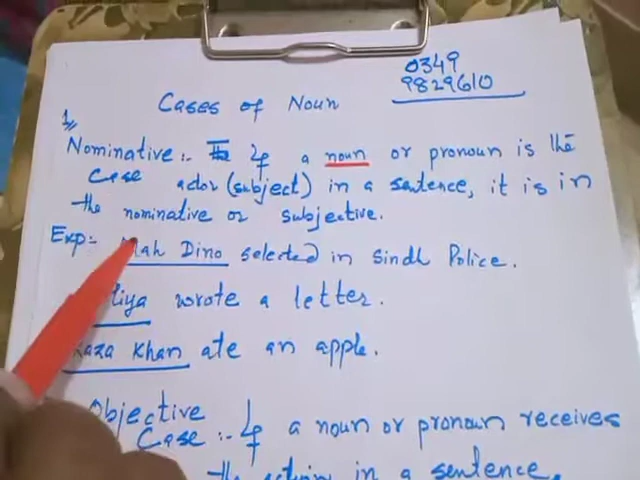 0349
9829610
Cases of Noun
1,
Nominative :- If a noun or pronoun is the
Case actor (subject) in a sentence, it is in
the nominative or subjective.
Exp:- Dino selected in Sindh Police.
wrote a letter.
Khan ate an apple.
Objective
Case :- If a noun or pronoun receives
the action in a sentence.